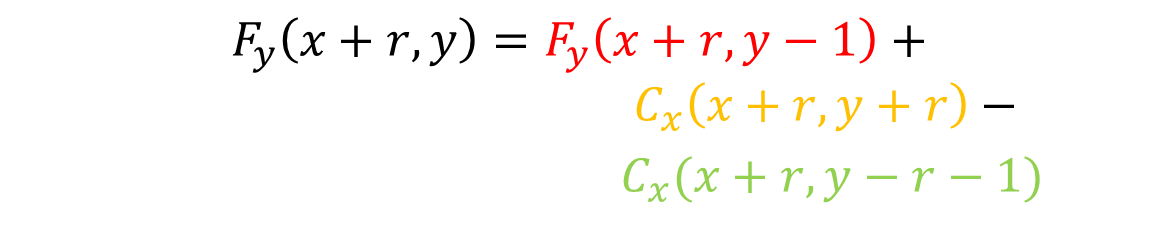 F_y(x + r, y) = F_y(x + r, y − 1) +
C_x(x + r, y + r) −
C_x(x + r, y − r − 1)